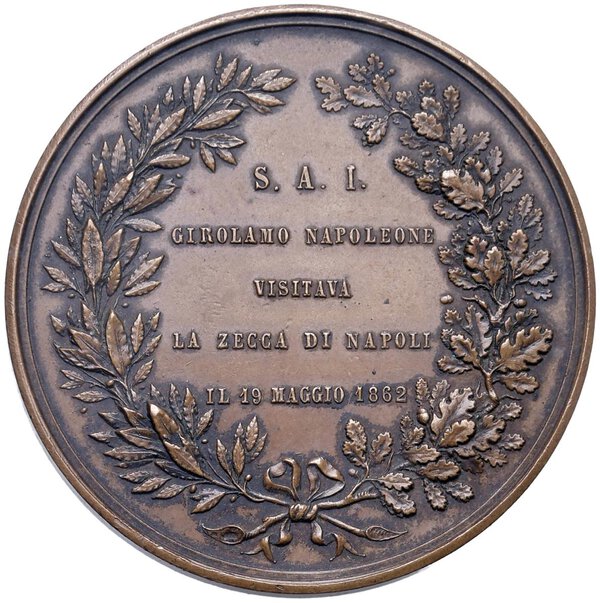 S. A. I.
GIROLAMO NAPOLEONE
VISITAVA
LA ZECCA DI NAPOLI
IL 19 MAGGIO 1862